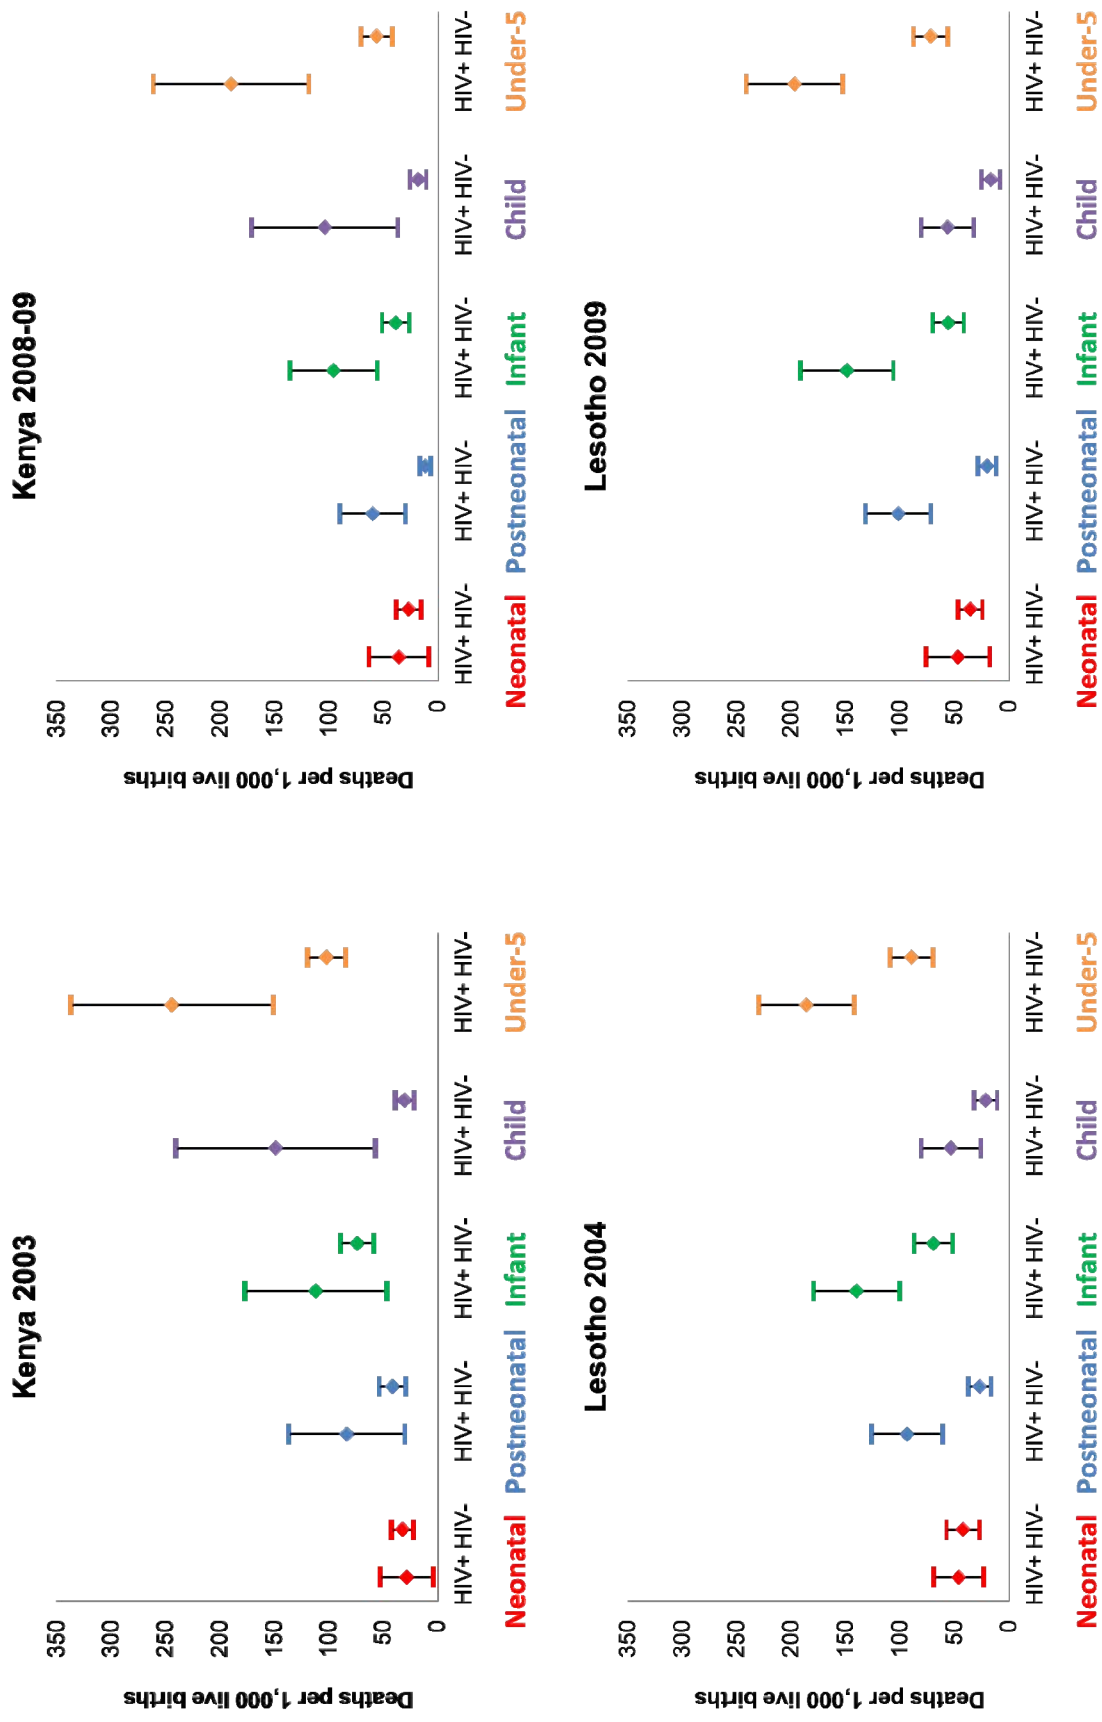 Kenya 2003
Deaths per 1,000 live births
350
300
250
200
150
100
50
0
HIV+ HIV- HIV+ HIV- HIV+ HIV- HIV+ HIV- HIV+ HIV-
Neonatal Postneonatal Infant Child Under-5
Kenya 2008-09
Deaths per 1,000 live births
350
300
250
200
150
100
50
0
HIV+ HIV- HIV+ HIV- HIV+ HIV- HIV+ HIV- HIV+ HIV-
Neonatal Postneonatal Infant Child Under-5
Lesotho 2004
Deaths per 1,000 live births
350
300
250
200
150
100
50
0
HIV+ HIV- HIV+ HIV- HIV+ HIV- HIV+ HIV- HIV+ HIV-
Neonatal Postneonatal Infant Child Under-5
Lesotho 2009
Deaths per 1,000 live births
350
300
250
200
150
100
50
0
HIV+ HIV- HIV+ HIV- HIV+ HIV- HIV+ HIV- HIV+ HIV-
Neonatal Postneonatal Infant Child Under-5